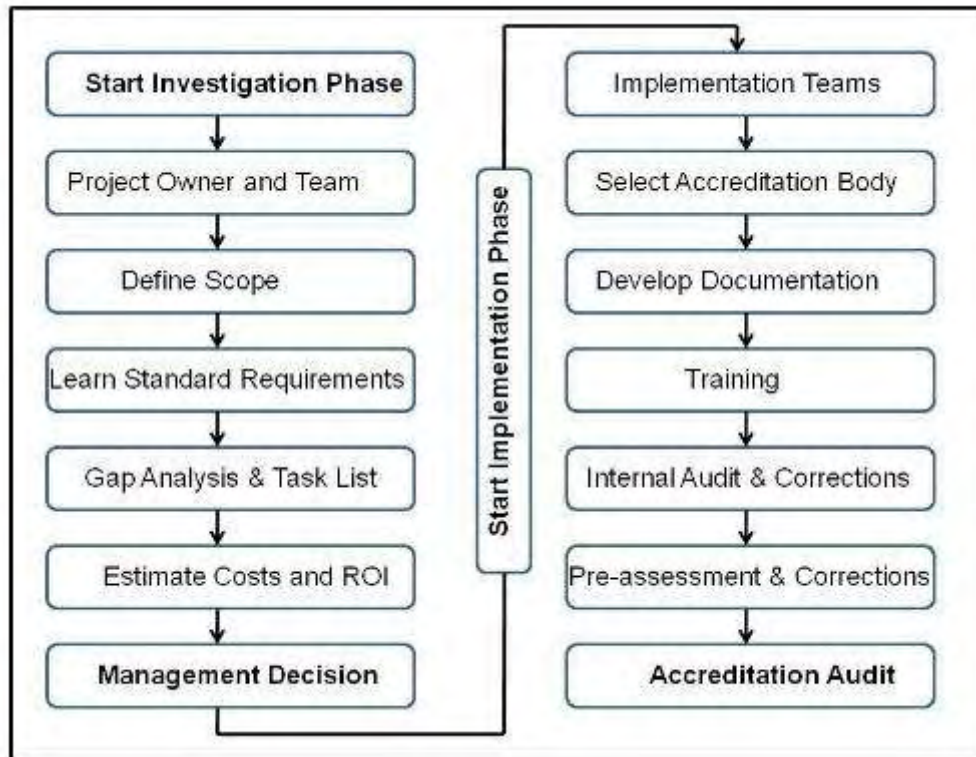 Start Investigation Phase
Project Owner and Team
Define Scope
Learn Standard Requirements
Gap Analysis & Task List
Estimate Costs and ROI
Management Decision
Start Implementation Phase
Implementation Teams
Select Accreditation Body
Develop Documentation
Training
Internal Audit & Corrections
Pre-assessment & Corrections
Accreditation Audit